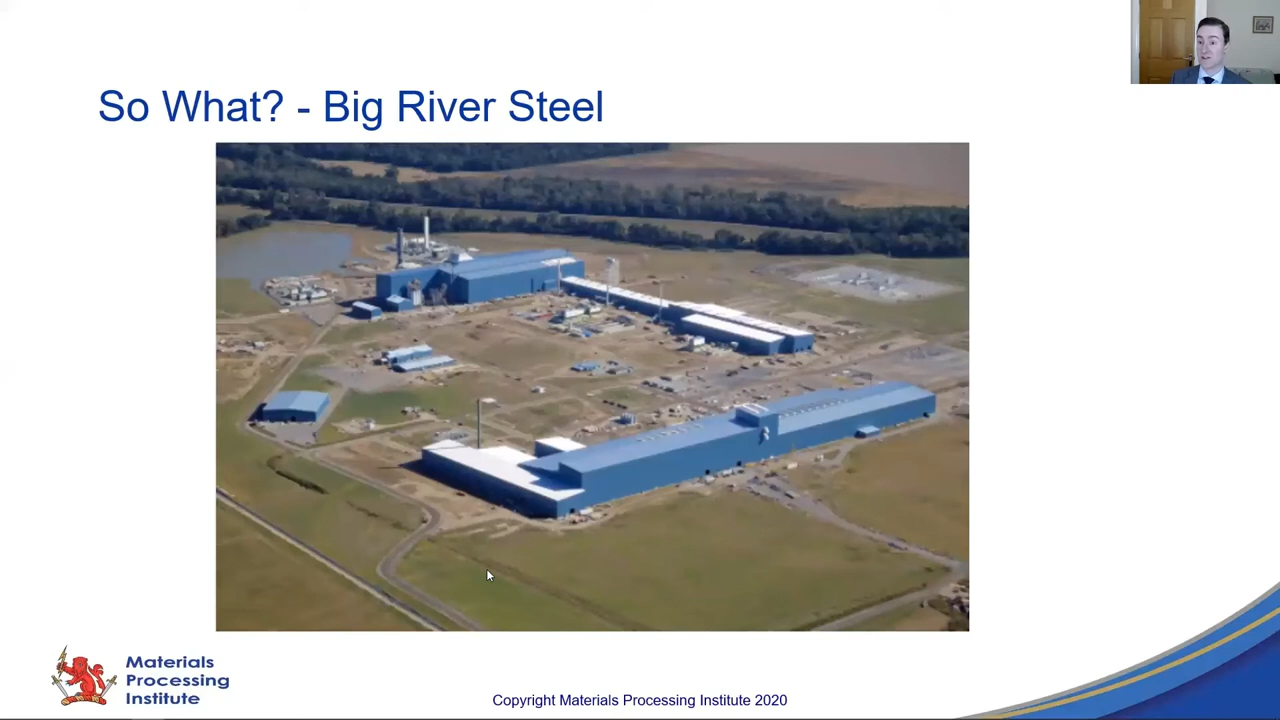 So What? - Big River Steel
Materials
Processing
Institute
Copyright Materials Processing Institute 2020